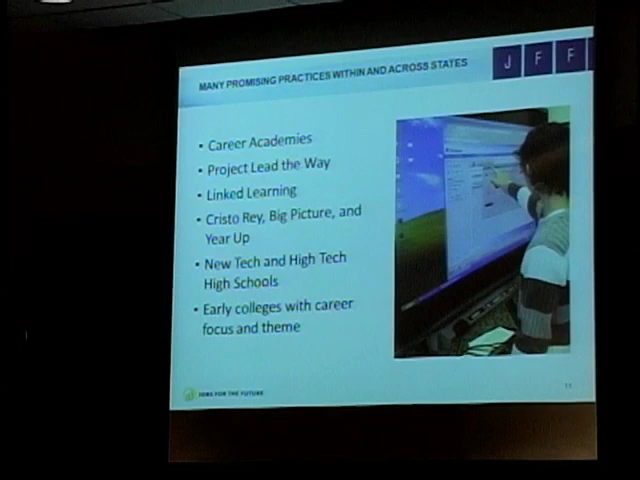 MANY PROMISING PRACTICES WITHIN AND ACROSS STATES
J F F
• Career Academies
• Project Lead the Way
• Linked Learning
• Cristo Rey, Big Picture, and
Year Up
• New Tech and High Tech
High Schools
• Early colleges with career
focus and theme
JOBS FOR THE FUTURE
11